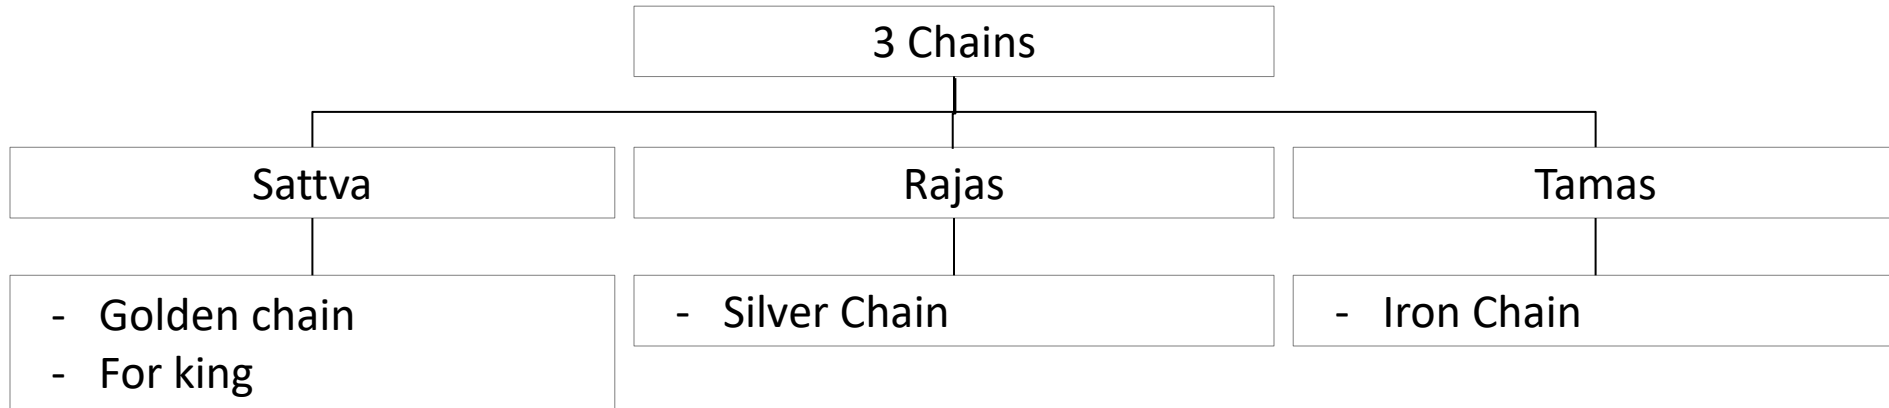 3 Chains
Sattva
Rajas
Tamas
- Golden chain
- For king
- Silver Chain
- Iron Chain